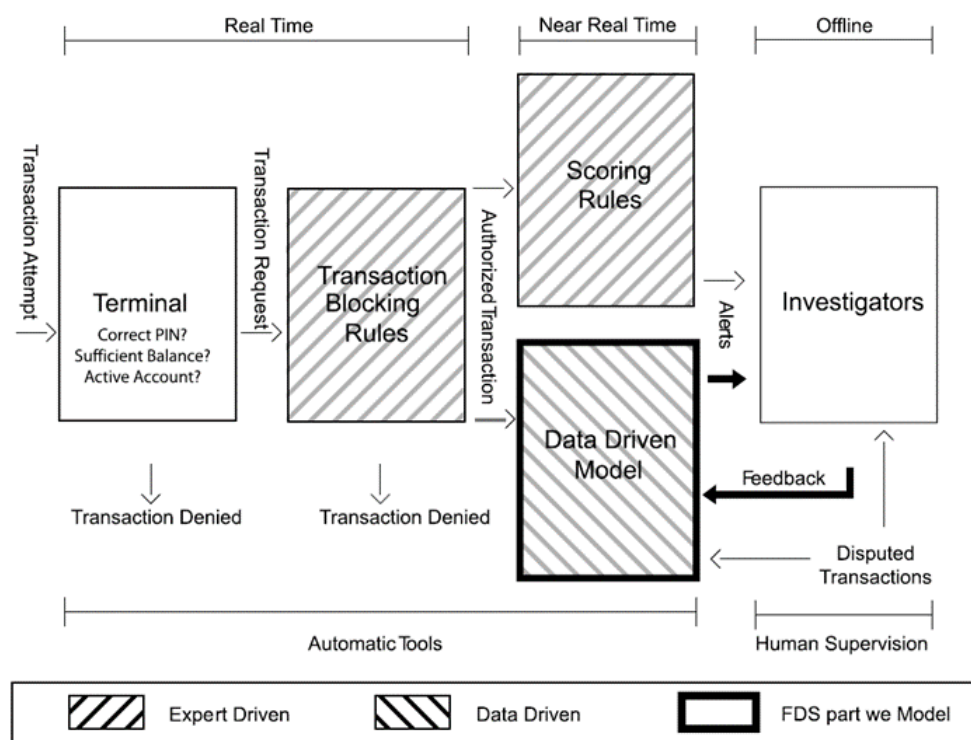 Real Time
Near Real Time
Offline
Transaction Attempt
Terminal
Correct PIN?
Sufficient Balance?
Active Account?
Transaction Request
Transaction
Blocking
Rules
Authorized Transaction
Scoring
Rules
Data Driven
Model
Alerts
Investigators
Feedback
Transaction Denied
Transaction Denied
Disputed
Transactions
Automatic Tools
Human Supervision
Expert Driven
Data Driven
FDS part we Model